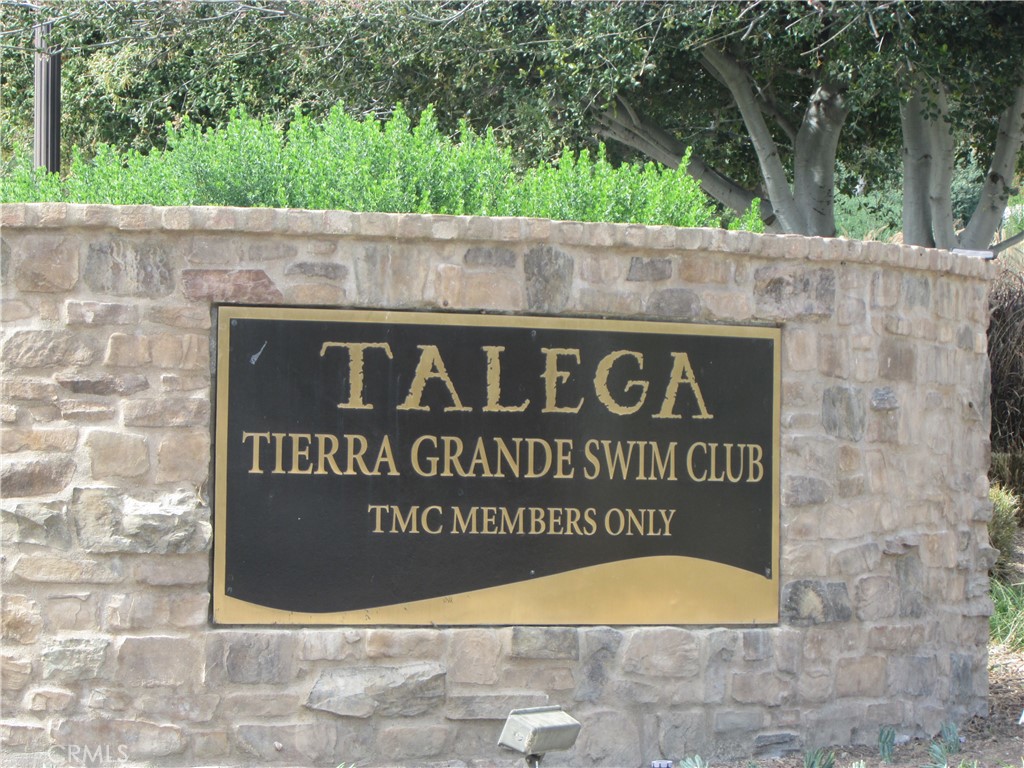 TALEGA
TIERRA GRANDE SWIM CLUB
TMC MEMBERS ONLY
CRMLS